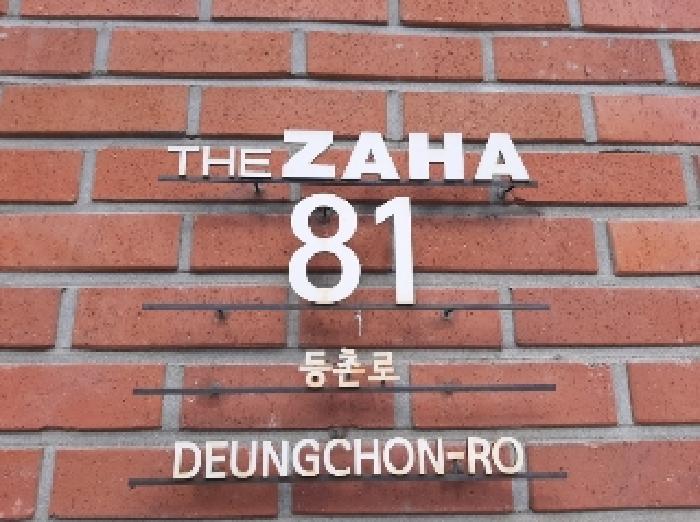 THE ZAHA
81
등촌로
DEUNGCHON-RO